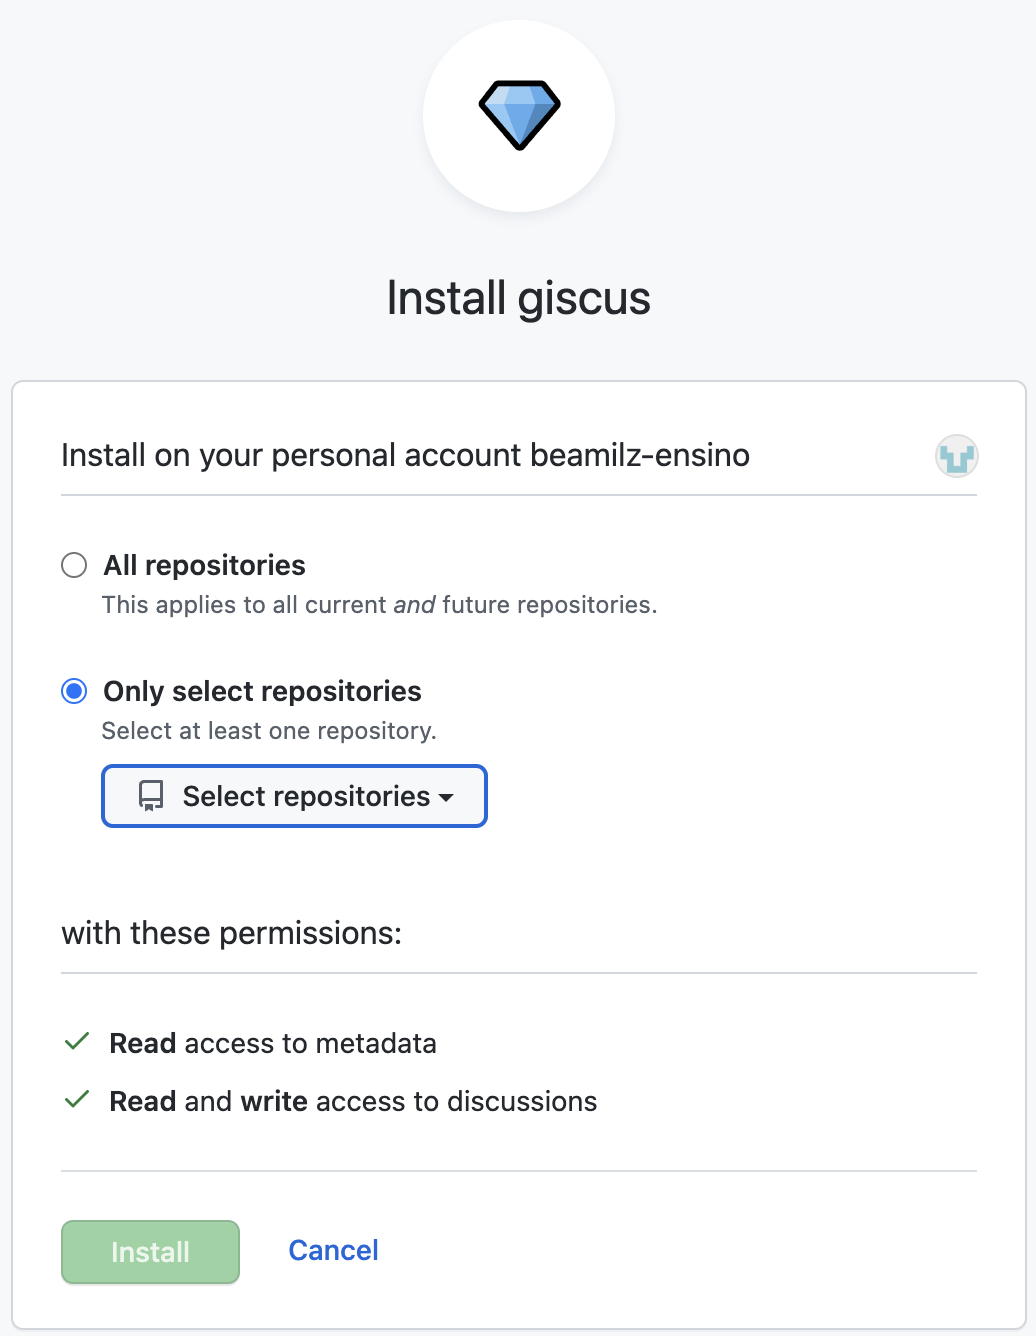 Install giscus
Install on your personal account beamilz-ensino
All repositories
This applies to all current and future repositories.
Only select repositories
Select at least one repository.
Select repositories
with these permissions:
Read access to metadata
Read and write access to discussions
Install
Cancel